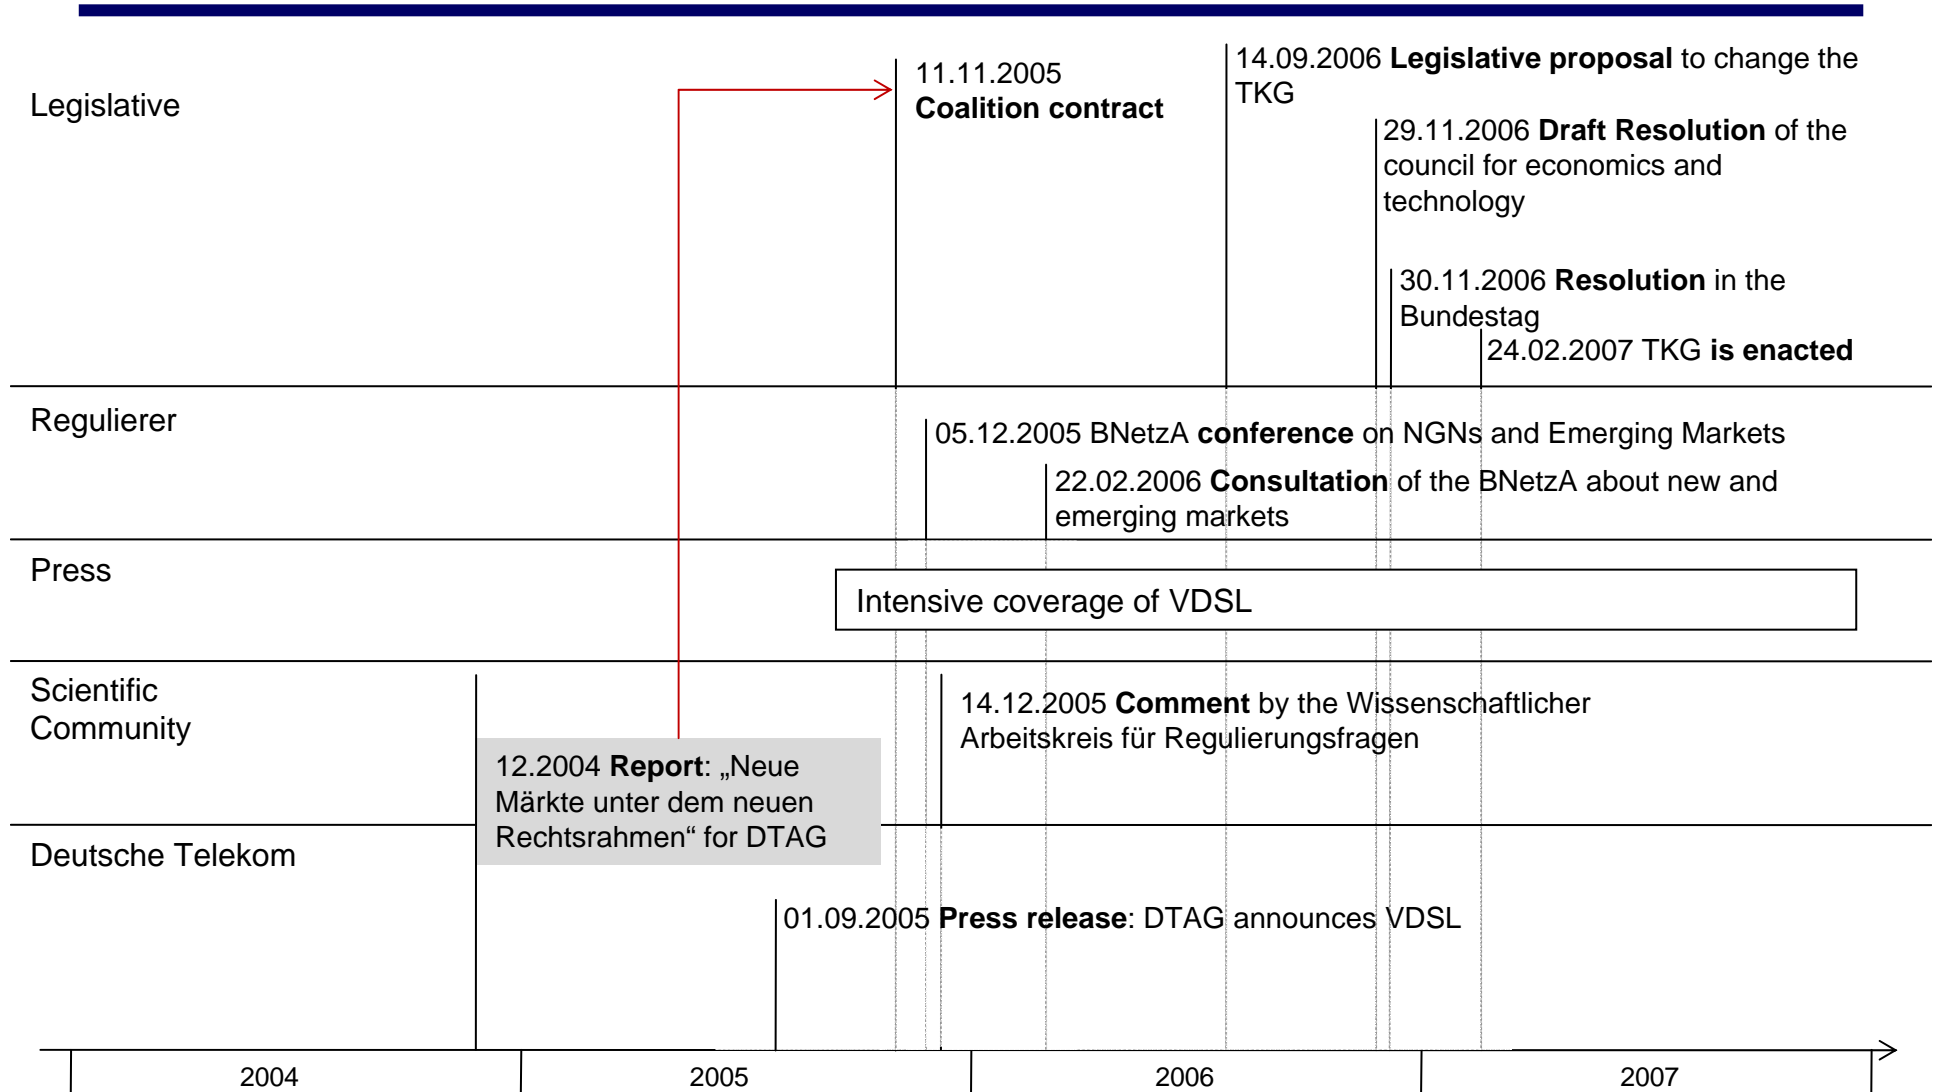 Legislative
11.11.2005
Coalition contract
14.09.2006 Legislative proposal to change the
TKG
29.11.2006 Draft Resolution of the
council for economics and
technology
30.11.2006 Resolution in the
Bundestag
24.02.2007 TKG is enacted
Regulierer
05.12.2005 BNetzA conference on NGNs and Emerging Markets
22.02.2006 Consultation of the BNetzA about new and
emerging markets
Press
Intensive coverage of VDSL
Scientific
Community
14.12.2005 Comment by the Wissenschaftlicher
Arbeitskreis für Regulierungsfragen
12.2004 Report: „Neue
Märkte unter dem neuen
Rechtsrahmen“ for DTAG
Deutsche Telekom
01.09.2005 Press release: DTAG announces VDSL
2004
2005
2006
2007